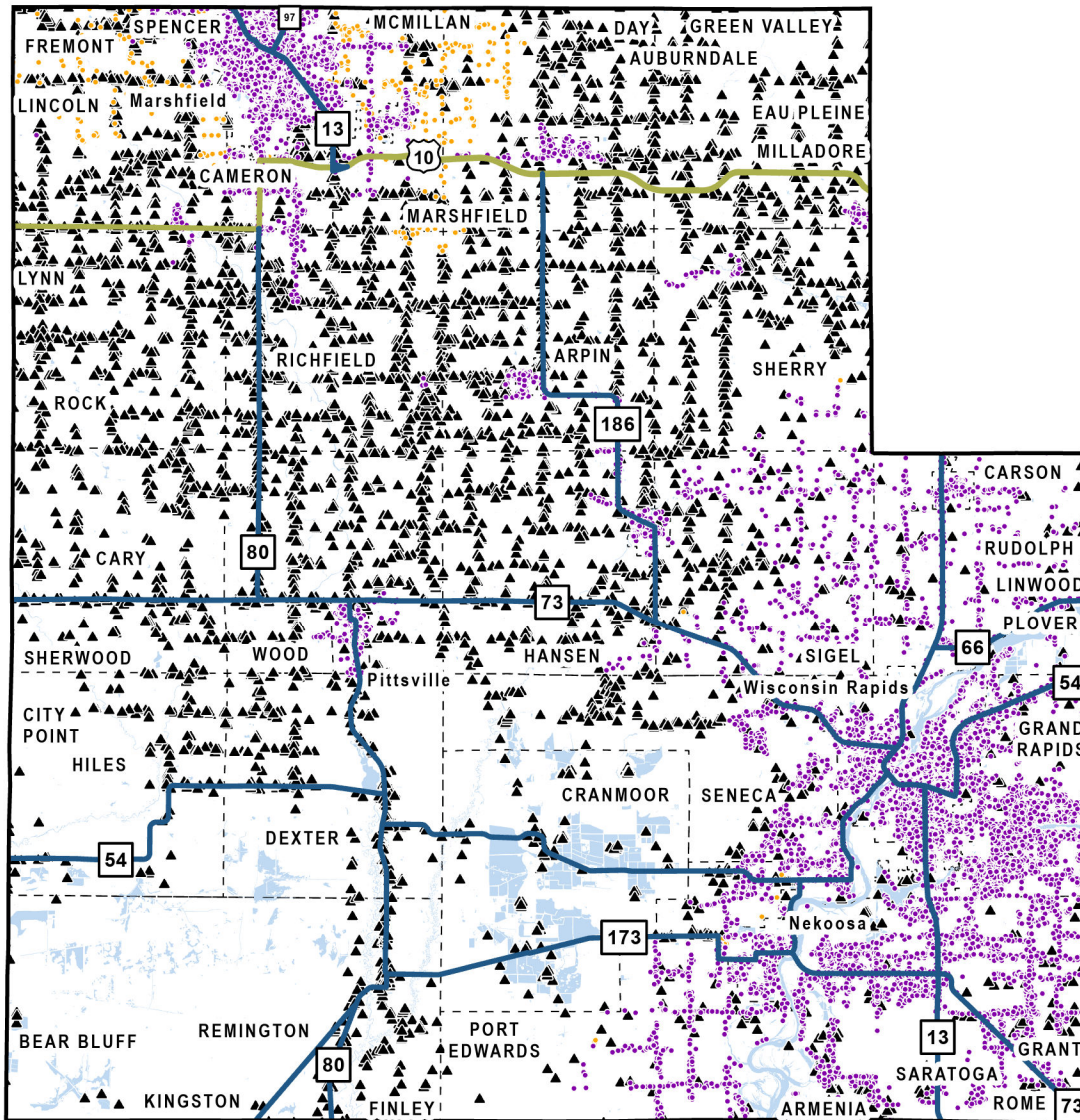 SPENCER
97
MCMILLAN
DAY
GREEN VALLEY
FREMONT
AUBURNDALE
LINCOLN
Marshfield
13
EAU PLEINE
10
MILLADORE
CAMERON
MARSHFIELD
LYNN
RICHFIELD
ARPIN
SHERRY
ROCK
186
CARSON
80
CARY
RUDOLPH
LINWOOD
73
PLOVER
SHERWOOD
WOOD
HANSEN
SIGEL
66
Pittsville
Wisconsin Rapids
54
CITY
POINT
GRAND
RAPIDS
HILES
CRANMOOR
SENECA
DEXTER
54
Nekoosa
173
REMINGTON
PORT
EDWARDS
BEAR BLUFF
13
GRANT
80
SARATOGA
KINGSTON
FINLEY
ARMENIA
ROME
73